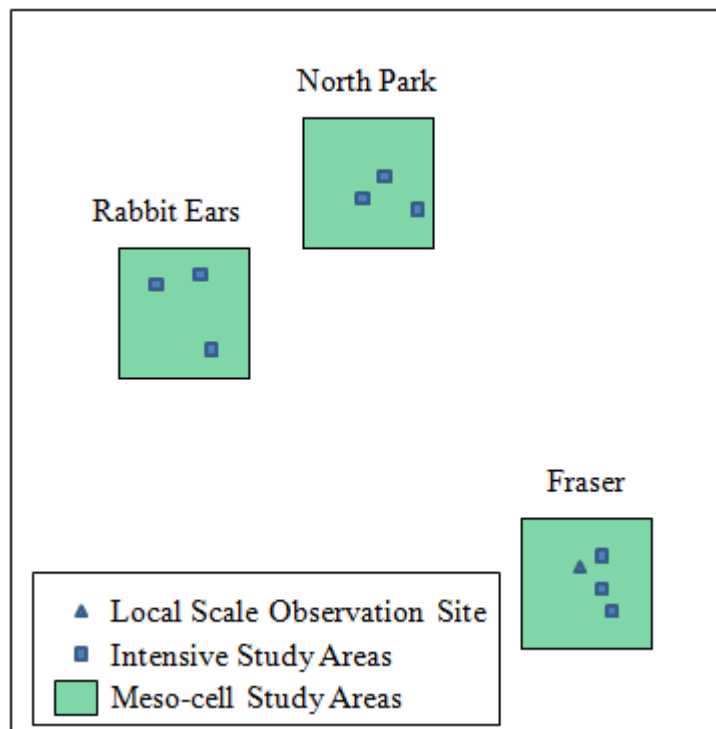 North Park
Rabbit Ears
Fraser
Local Scale Observation Site
Intensive Study Areas
Meso-cell Study Areas